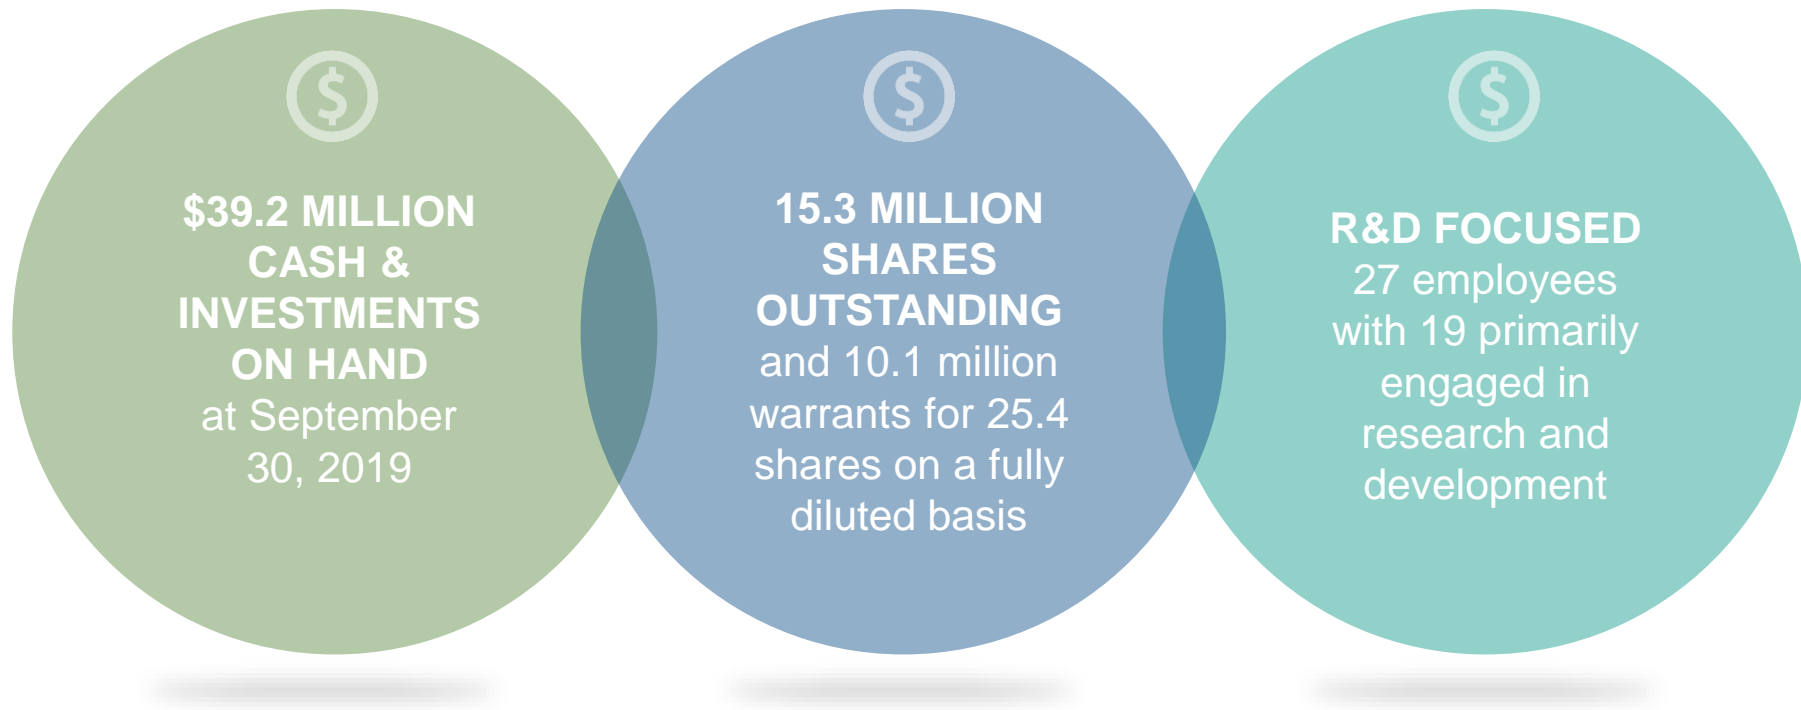 $39.2 MILLION
CASH &
INVESTMENTS
ON HAND
at September
30, 2019
15.3 MILLION
SHARES
OUTSTANDING
and 10.1 million
warrants for 25.4
shares on a fully
diluted basis
R&D FOCUSED
27 employees
with 19 primarily
engaged in
research and
development